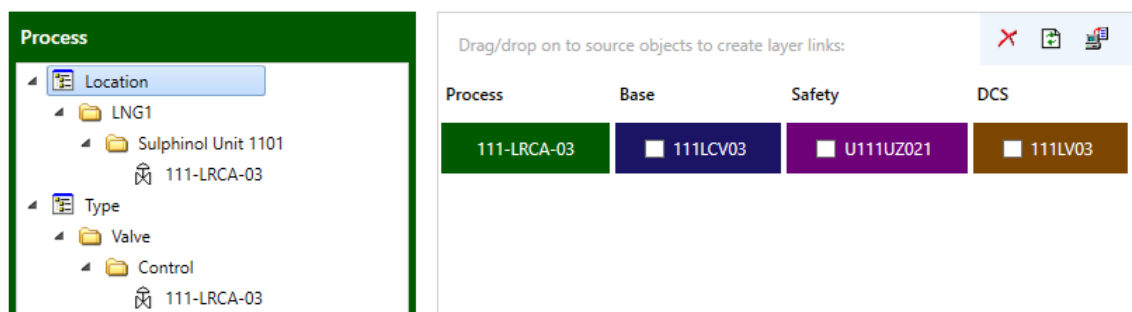 Process
Location
LNG1
Sulphinol Unit 1101
111-LRCA-03
Type
Valve
Control
111-LRCA-03
Drag/drop on to source objects to create layer links:
Process Base Safety DCS
111-LRCA-03 111LCV03 U111UZ021 111LV03